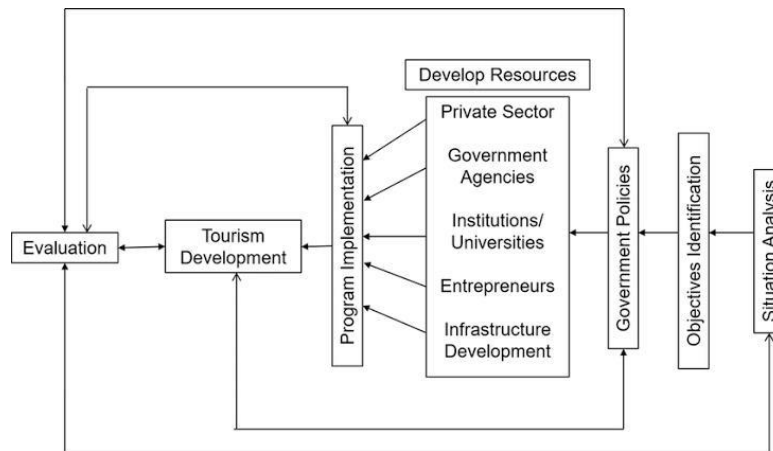 Develop Resources
Private Sector
Government
Agencies
Institutions/
Universities
Entrepreneurs
Infrastructure
Development
Evaluation
Tourism
Development
Program Implementation
Government Policies
Objectives Identification
Situation Analysis